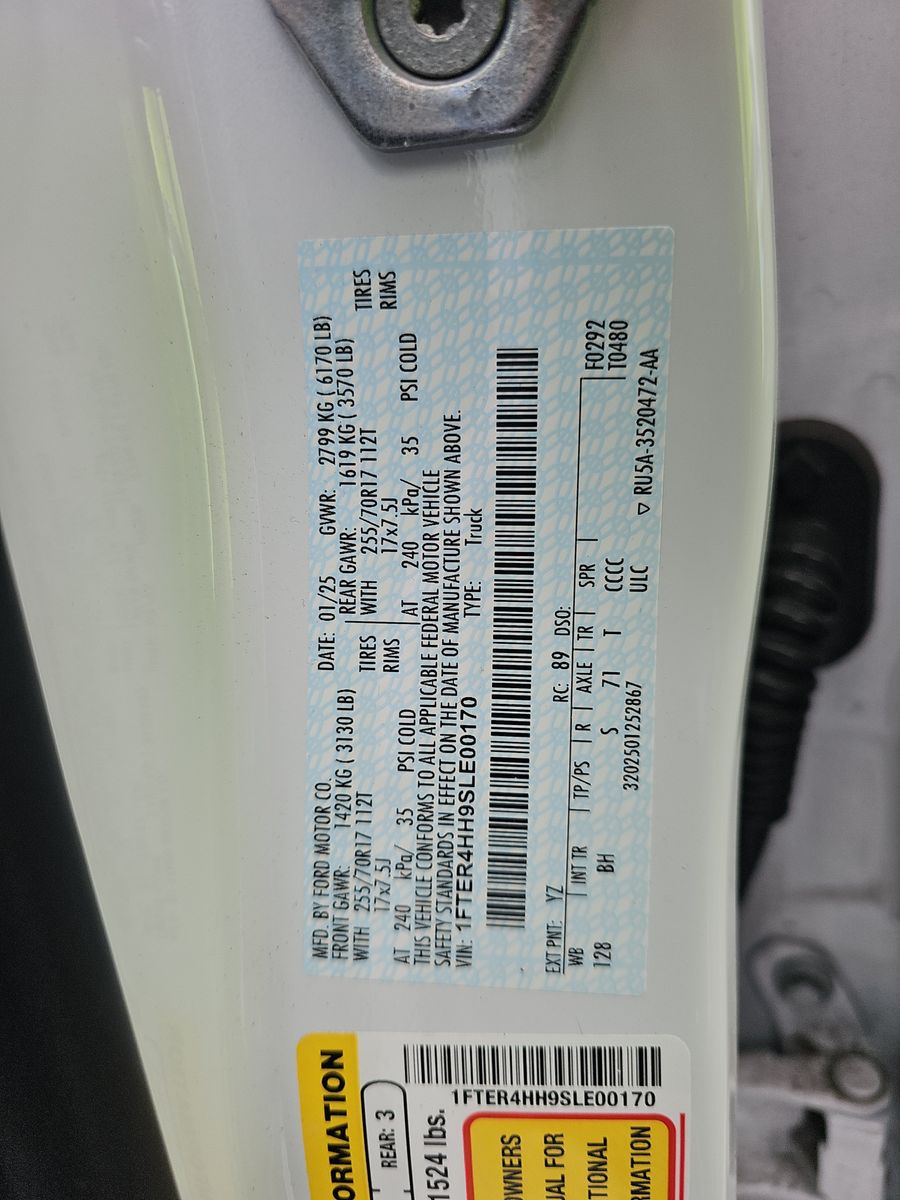 MFD. BY FORD MOTOR CO.
DATE: 01/25 GVWR: 2799 KG ( 6170 LB)
FRONT GAWR: 1420 KG ( 3130 LB)
REAR GAWR: 1619 KG ( 3570 LB)
WITH 255/70R17 112T TIRES
WITH 255/70R17 112T TIRES
17x7.5J RIMS
17x7.5J RIMS
AT 240 kPa/ 35 PSI COLD
AT 240 kPa/ 35 PSI COLD
THIS VEHICLE CONFORMS TO ALL APPLICABLE FEDERAL MOTOR VEHICLE
SAFETY STANDARDS IN EFFECT ON THE DATE OF MANUFACTURE SHOWN ABOVE.
VIN: 1FTER4HH9SLE00170
TYPE: Truck
EXT PNT: YZ RC: 89 DSO:
WB INT TR TP/PS R AXLE TR SPR F0292
128 BH S 71 T CCCC T0480
3202501252867 ULC
▽ RU5A-3520472-AA
ORMATION
REAR: 3
1524 lbs.
1FTER4HH9SLE00170
OWNERS
UAL FOR
TIONAL
RMATION